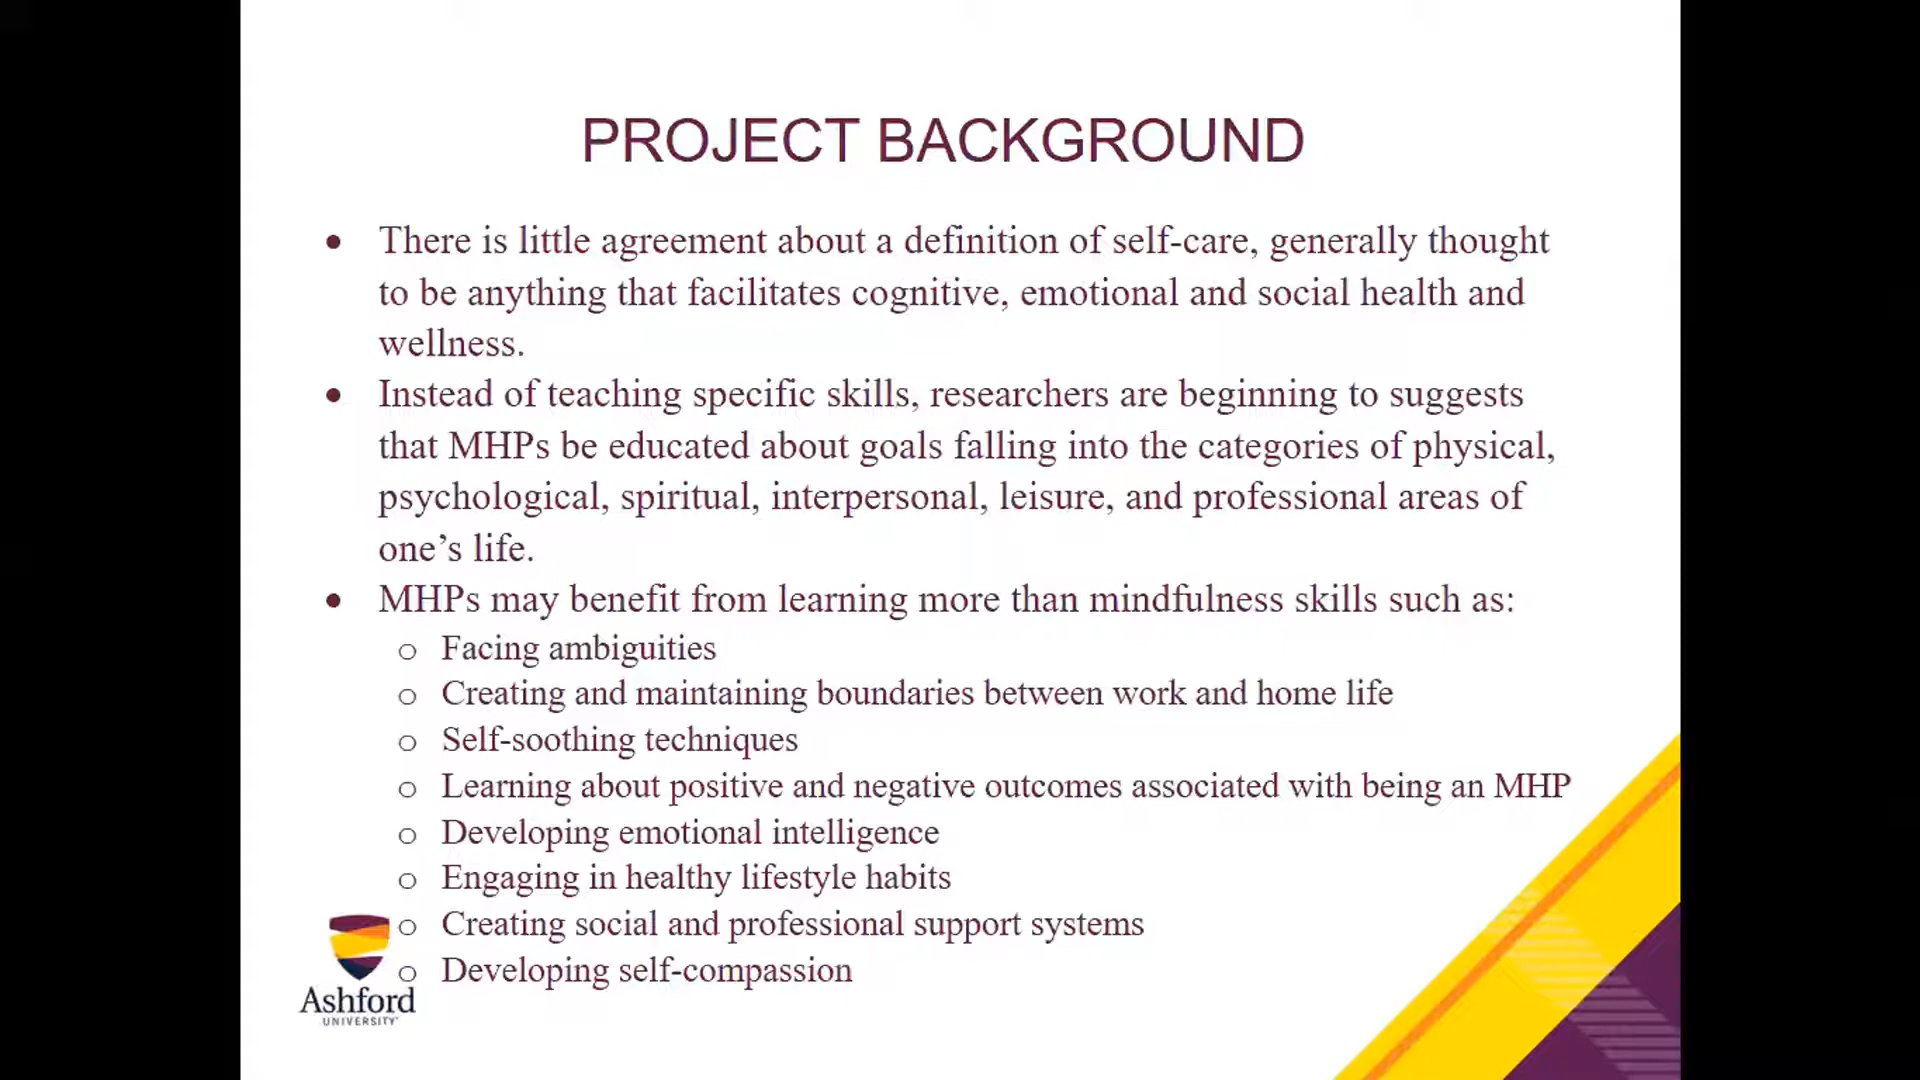 PROJECT BACKGROUND
• There is little agreement about a definition of self-care, generally thought
to be anything that facilitates cognitive, emotional and social health and
wellness.
• Instead of teaching specific skills, researchers are beginning to suggests
that MHPs be educated about goals falling into the categories of physical,
psychological, spiritual, interpersonal, leisure, and professional areas of
one’s life.
• MHPs may benefit from learning more than mindfulness skills such as:
o Facing ambiguities
o Creating and maintaining boundaries between work and home life
o Self-soothing techniques
o Learning about positive and negative outcomes associated with being an MHP
o Developing emotional intelligence
o Engaging in healthy lifestyle habits
o Creating social and professional support systems
o Developing self-compassion
Ashford
UNIVERSITY